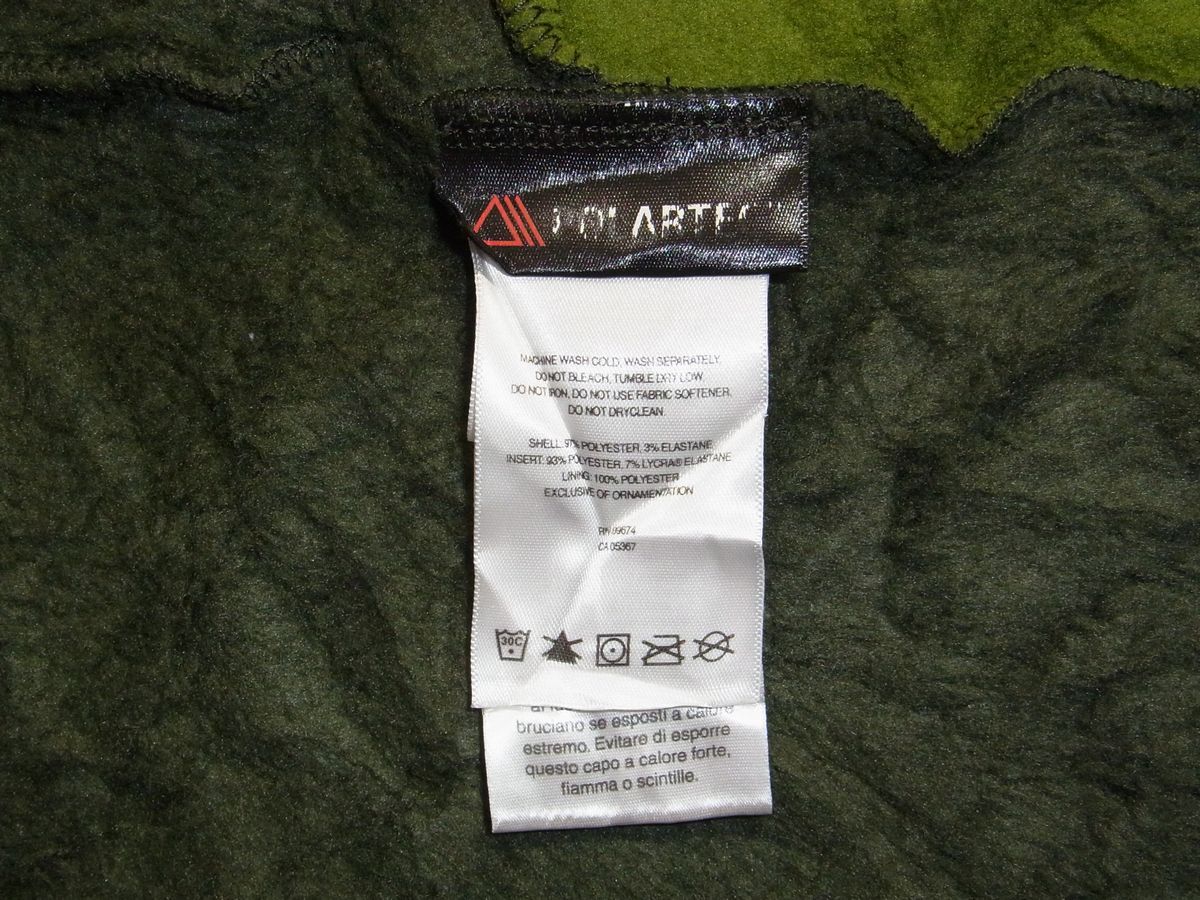 POLARTEC
MACHINE WASH COLD, WASH SEPARATELY.
DO NOT BLEACH, TUMBLE DRY LOW.
DO NOT IRON, DO NOT USE FABRIC SOFTENER,
DO NOT DRYCLEAN.
SHELL: 97% POLYESTER, 3% ELASTANE
INSERT: 93% POLYESTER, 7% LYCRA® ELASTANE
LINING: 100% POLYESTER
EXCLUSIVE OF ORNAMENTATION
RN 09674
CA 05367
30C
bruciano se esposti a calore
estremo. Evitare di esporre
questo capo a calore forte,
fiamma o scintille.